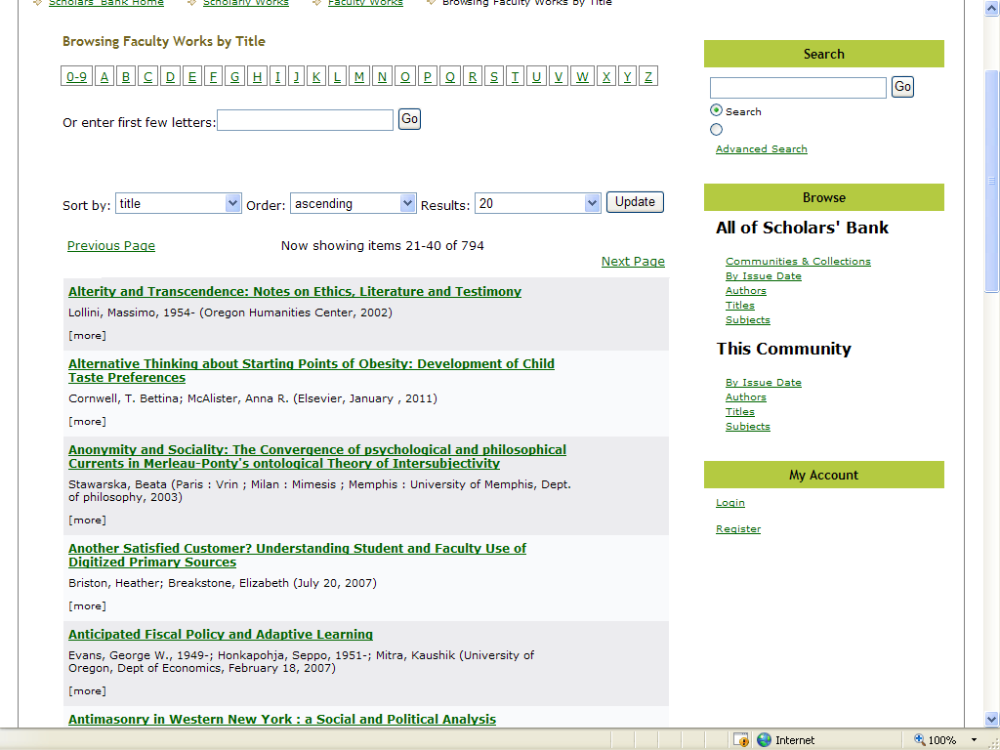 Scholars' Bank Home Scholarly Works Faculty Works Browsing Faculty Works by Title
Browsing Faculty Works by Title
0-9 A B C D E F G H I J K L M N O P Q R S T U V W X Y Z
Or enter first few letters: Go
Sort by: title Order: ascending Results: 20 Update
Previous Page Now showing items 21-40 of 794
Next Page
Alterity and Transcendence: Notes on Ethics, Literature and Testimony
Lollini, Massimo, 1954- (Oregon Humanities Center, 2002)
[more]
Alternative Thinking about Starting Points of Obesity: Development of Child
Taste Preferences
Cornwell, T. Bettina; McAlister, Anna R. (Elsevier, January , 2011)
[more]
Anonymity and Sociality: The Convergence of psychological and philosophical
Currents in Merleau-Ponty's ontological Theory of Intersubjectivity
Stawarska, Beata (Paris : Vrin ; Milan : Mimesis ; Memphis : University of Memphis, Dept.
of philosophy, 2003)
[more]
Another Satisfied Customer? Understanding Student and Faculty Use of
Digitized Primary Sources
Briston, Heather; Breakstone, Elizabeth (July 20, 2007)
[more]
Anticipated Fiscal Policy and Adaptive Learning
Evans, George W., 1949-; Honkapohja, Seppo, 1951-; Mitra, Kaushik (University of
Oregon, Dept of Economics, February 18, 2007)
[more]
Antimasonry in Western New York : a Social and Political Analysis
Search
Go
Search
Advanced Search
Browse
All of Scholars' Bank
Communities & Collections
By Issue Date
Authors
Titles
Subjects
This Community
By Issue Date
Authors
Titles
Subjects
My Account
Login
Register
Internet 100%